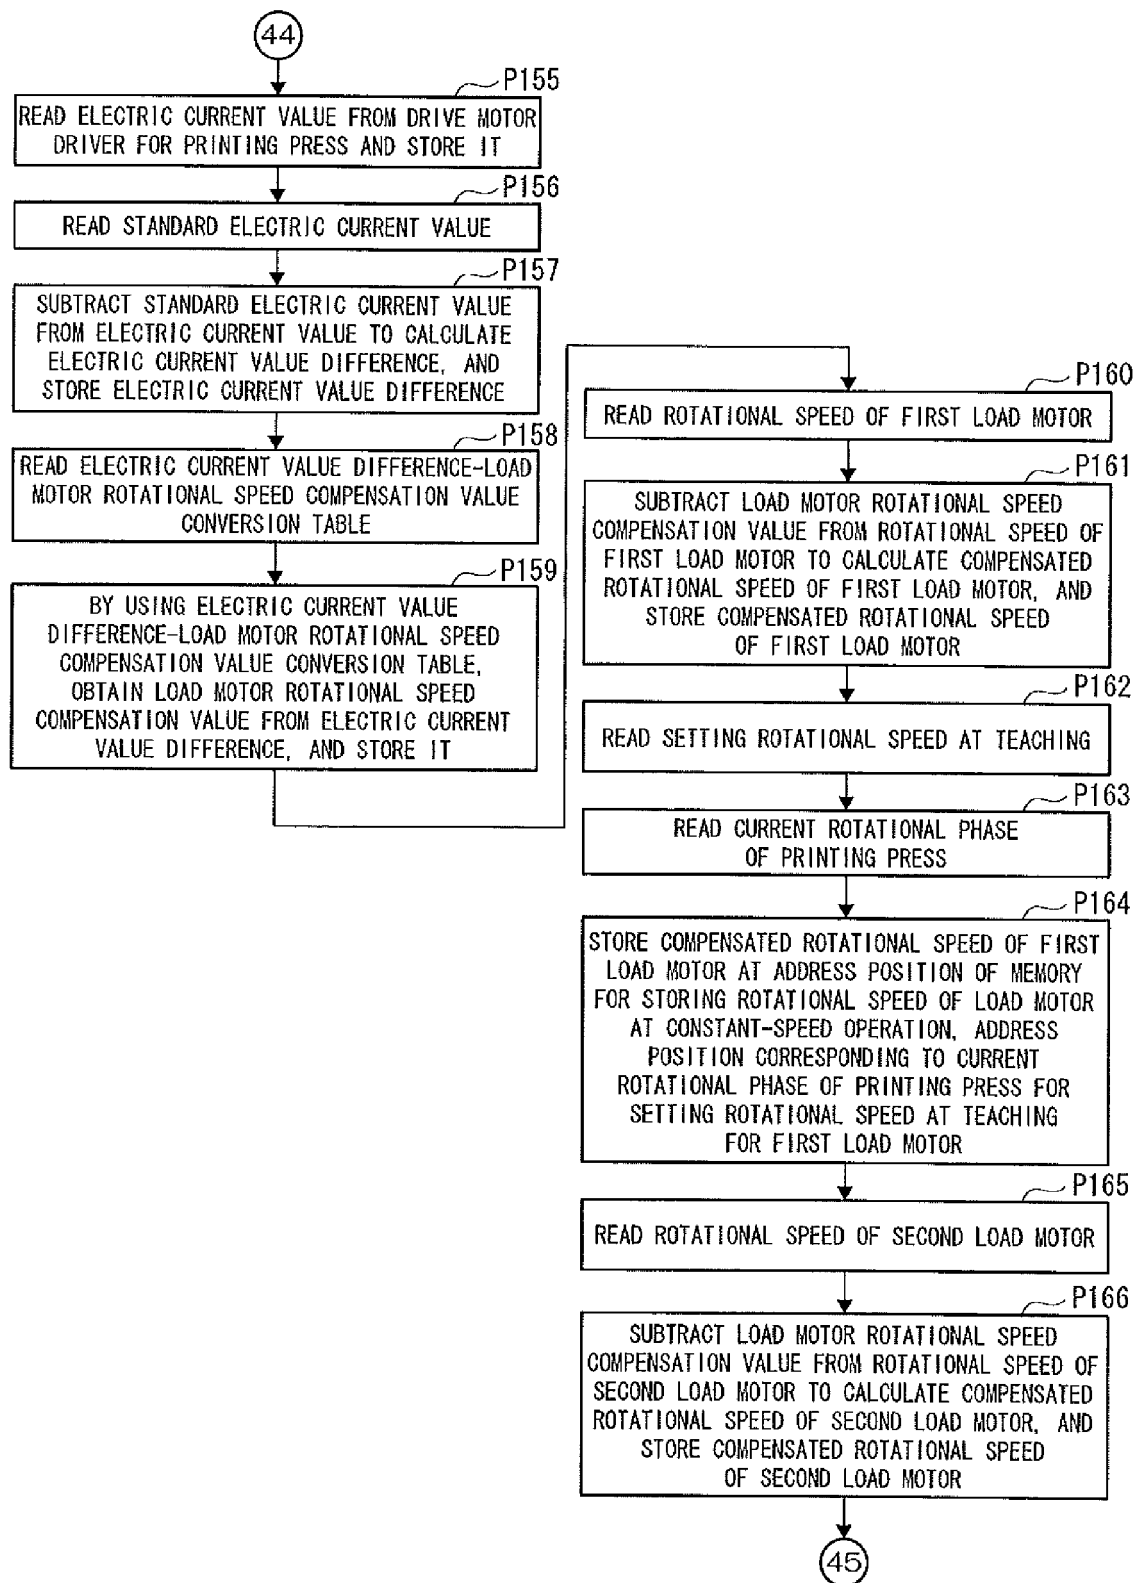 44
P155
READ ELECTRIC CURRENT VALUE FROM DRIVE MOTOR
DRIVER FOR PRINTING PRESS AND STORE IT
P156
READ STANDARD ELECTRIC CURRENT VALUE
P157
SUBTRACT STANDARD ELECTRIC CURRENT VALUE
FROM ELECTRIC CURRENT VALUE TO CALCULATE
ELECTRIC CURRENT VALUE DIFFERENCE, AND
STORE ELECTRIC CURRENT VALUE DIFFERENCE
P158
READ ELECTRIC CURRENT VALUE DIFFERENCE-LOAD
MOTOR ROTATIONAL SPEED COMPENSATION VALUE
CONVERSION TABLE
P159
BY USING ELECTRIC CURRENT VALUE
DIFFERENCE-LOAD MOTOR ROTATIONAL SPEED
COMPENSATION VALUE CONVERSION TABLE,
OBTAIN LOAD MOTOR ROTATIONAL SPEED
COMPENSATION VALUE FROM ELECTRIC CURRENT
VALUE DIFFERENCE, AND STORE IT
P160
READ ROTATIONAL SPEED OF FIRST LOAD MOTOR
P161
SUBTRACT LOAD MOTOR ROTATIONAL SPEED
COMPENSATION VALUE FROM ROTATIONAL SPEED OF
FIRST LOAD MOTOR TO CALCULATE COMPENSATED
ROTATIONAL SPEED OF FIRST LOAD MOTOR, AND
STORE COMPENSATED ROTATIONAL SPEED
OF FIRST LOAD MOTOR
P162
READ SETTING ROTATIONAL SPEED AT TEACHING
P163
READ CURRENT ROTATIONAL PHASE
OF PRINTING PRESS
P164
STORE COMPENSATED ROTATIONAL SPEED OF FIRST
LOAD MOTOR AT ADDRESS POSITION OF MEMORY
FOR STORING ROTATIONAL SPEED OF LOAD MOTOR
AT CONSTANT-SPEED OPERATION, ADDRESS
POSITION CORRESPONDING TO CURRENT
ROTATIONAL PHASE OF PRINTING PRESS FOR
SETTING ROTATIONAL SPEED AT TEACHING
FOR FIRST LOAD MOTOR
P165
READ ROTATIONAL SPEED OF SECOND LOAD MOTOR
P166
SUBTRACT LOAD MOTOR ROTATIONAL SPEED
COMPENSATION VALUE FROM ROTATIONAL SPEED OF
SECOND LOAD MOTOR TO CALCULATE COMPENSATED
ROTATIONAL SPEED OF SECOND LOAD MOTOR, AND
STORE COMPENSATED ROTATIONAL SPEED
OF SECOND LOAD MOTOR
45